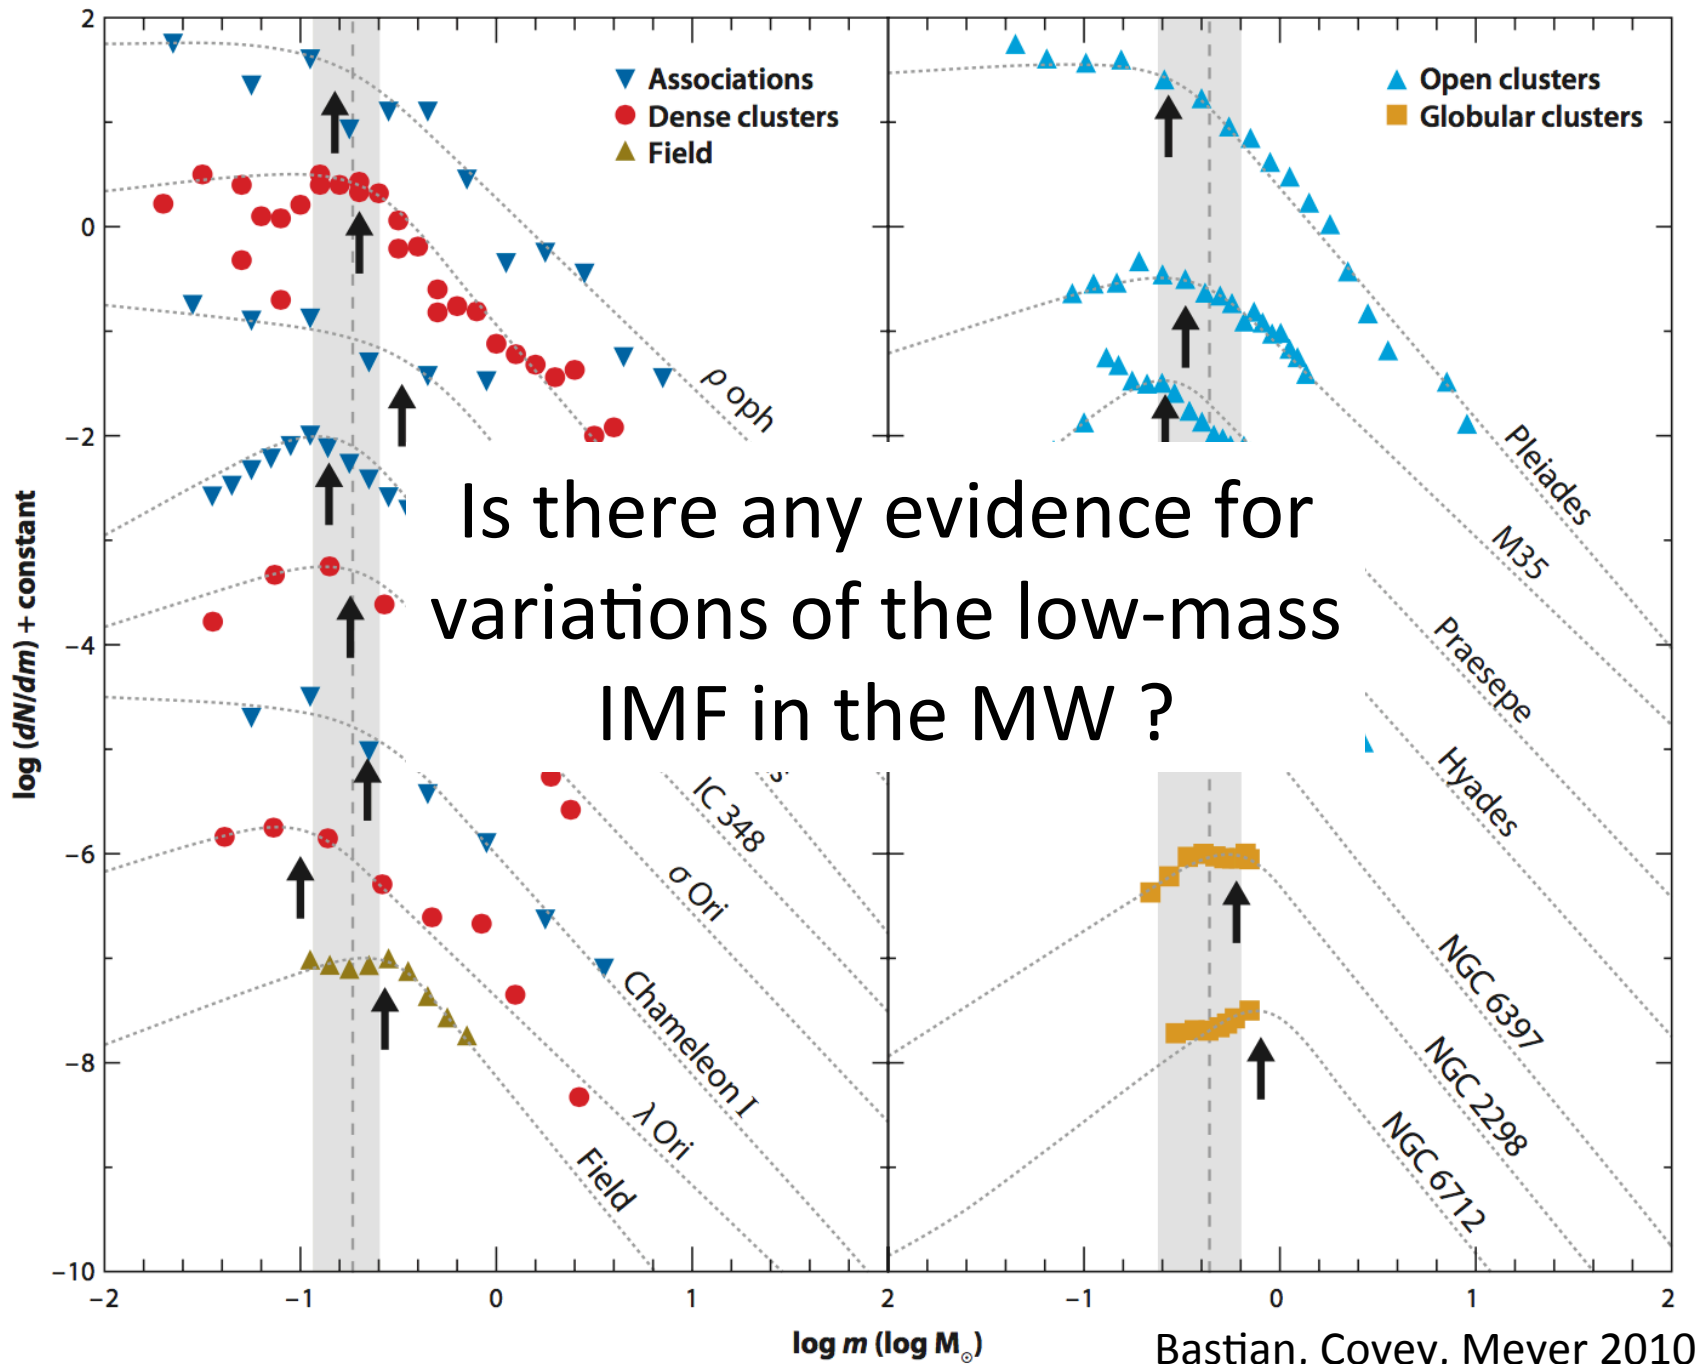 2
0
−2
−4
−6
−8
−10
log (dN/dm) + constant
Associations
Dense clusters
Field
Open clusters
Globular clusters
ρ oph
Pleiades
M35
Praesepe
Hyades
Is there any evidence for
variations of the low-mass
IMF in the MW ?
IC 348
σ Ori
Chameleon I
λ Ori
Field
NGC 6397
NGC 2298
NGC 6712
−2 −1 0 1 2 −1 0 1 2
log m (log M☉)
Bastian, Covey, Meyer 2010